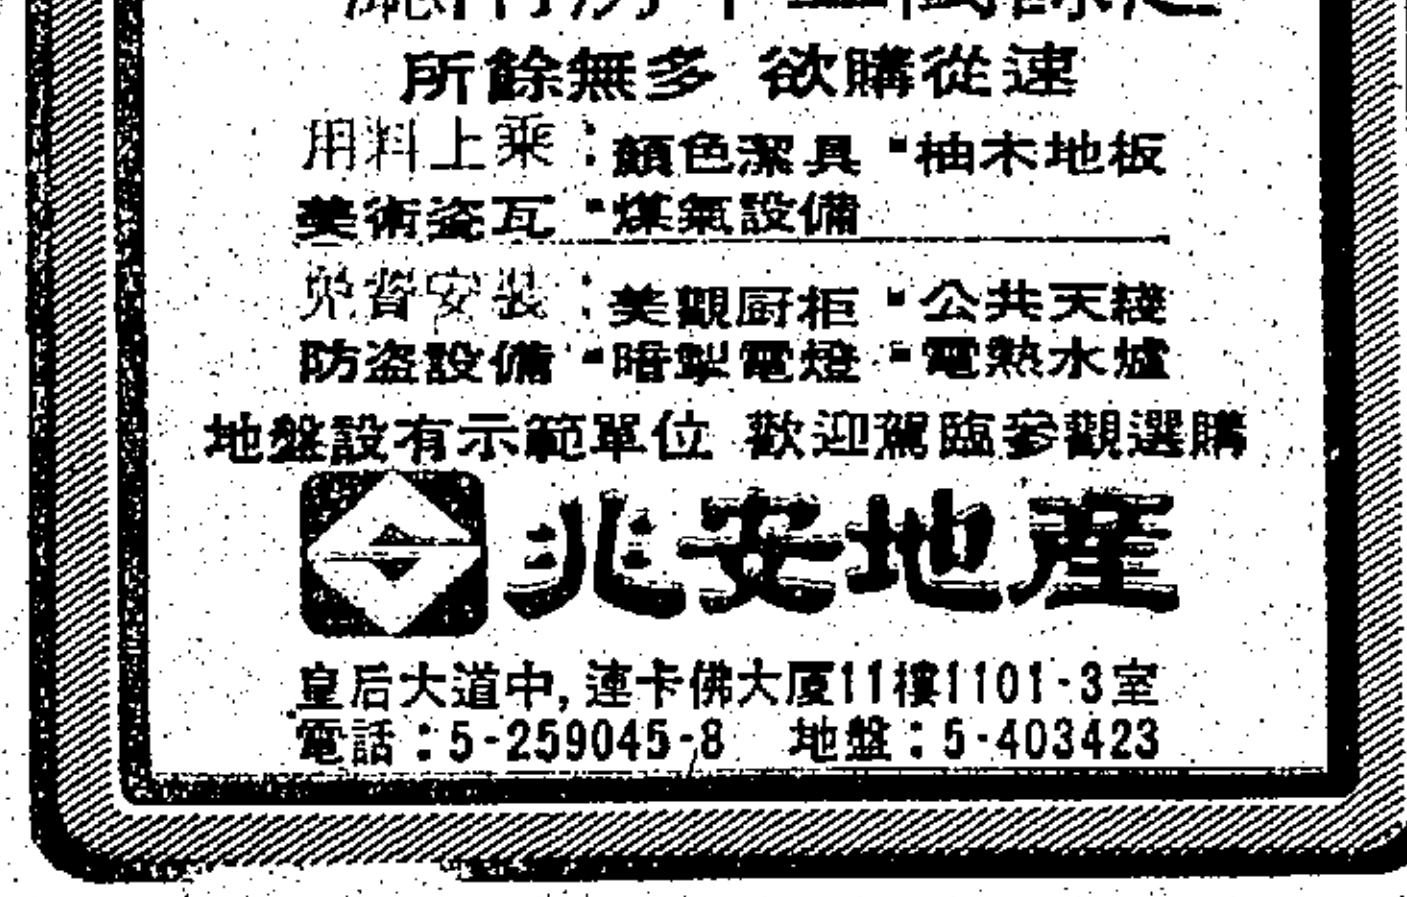 所餘無多 欲購從速
用料上乘：顏色潔具▪柚木地板
美術瓷瓦▪煤氣設備
免費安裝：美觀厨柜▪公共天綫
防盜設備▪暗掣電燈▪電熱水爐
地盤設有示範單位 歡迎駕臨參觀選購
兆安地産
皇后大道中,連卡佛大厦11樓1101-3室
電話：5-259045-8 地盤：5-403423